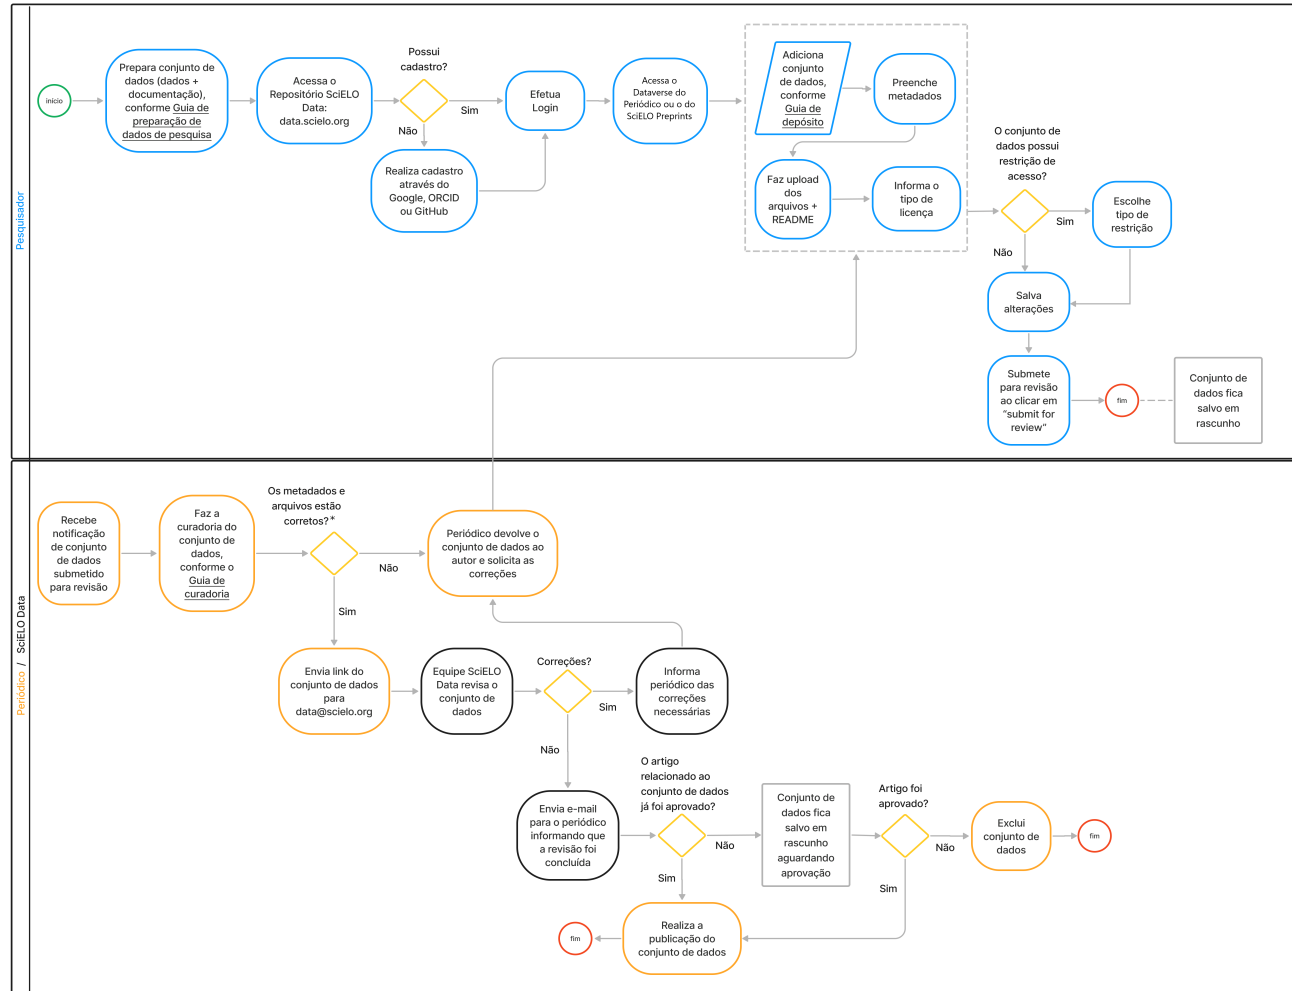 Pesquisador
início
Prepara conjunto de
dados (dados +
documentação),
conforme Guia de
preparação de
dados de pesquisa
Acessa o
Repositório SciELO
Data:
data.scielo.org
Possui
cadastro?
Sim
Não
Realiza cadastro
através do
Google, ORCID
ou GitHub
Efetua
Login
Acessa o
Dataverse do
Periódico ou o do
SciELO Preprints
Adiciona
conjunto
de dados,
conforme
Guia de
depósito
Preenche
metadados
Faz upload
dos
arquivos +
README
Informa o
tipo de
licença
O conjunto de
dados possui
restrição de
acesso?
Sim
Não
Escolhe
tipo de
restrição
Salva
alterações
Submete
para revisão
ao clicar em
“submit for
review”
fim
Conjunto de
dados fica
salvo em
rascunho
Periódico / SciELO Data
Recebe
notificação
de conjunto
de dados
submetido
para revisão
Faz a
curadoria do
conjunto de
dados,
conforme o
Guia de
curadoria
Os metadados e
arquivos estão
corretos?*
Não
Sim
Periódico devolve o
conjunto de dados ao
autor e solicita as
correções
Envia link do
conjunto de dados
para
data@scielo.org
Equipe SciELO
Data revisa o
conjunto de
dados
Correções?
Sim
Não
Informa
periódico das
correções
necessárias
Envia e-mail
para o periódico
informando que
a revisão foi
concluída
O artigo
relacionado ao
conjunto de dados
já foi aprovado?
Não
Sim
Conjunto de
dados fica
salvo em
rascunho
aguardando
aprovação
Artigo foi
aprovado?
Não
Sim
Exclui
conjunto de
dados
fim
Realiza a
publicação do
conjunto de dados
fim